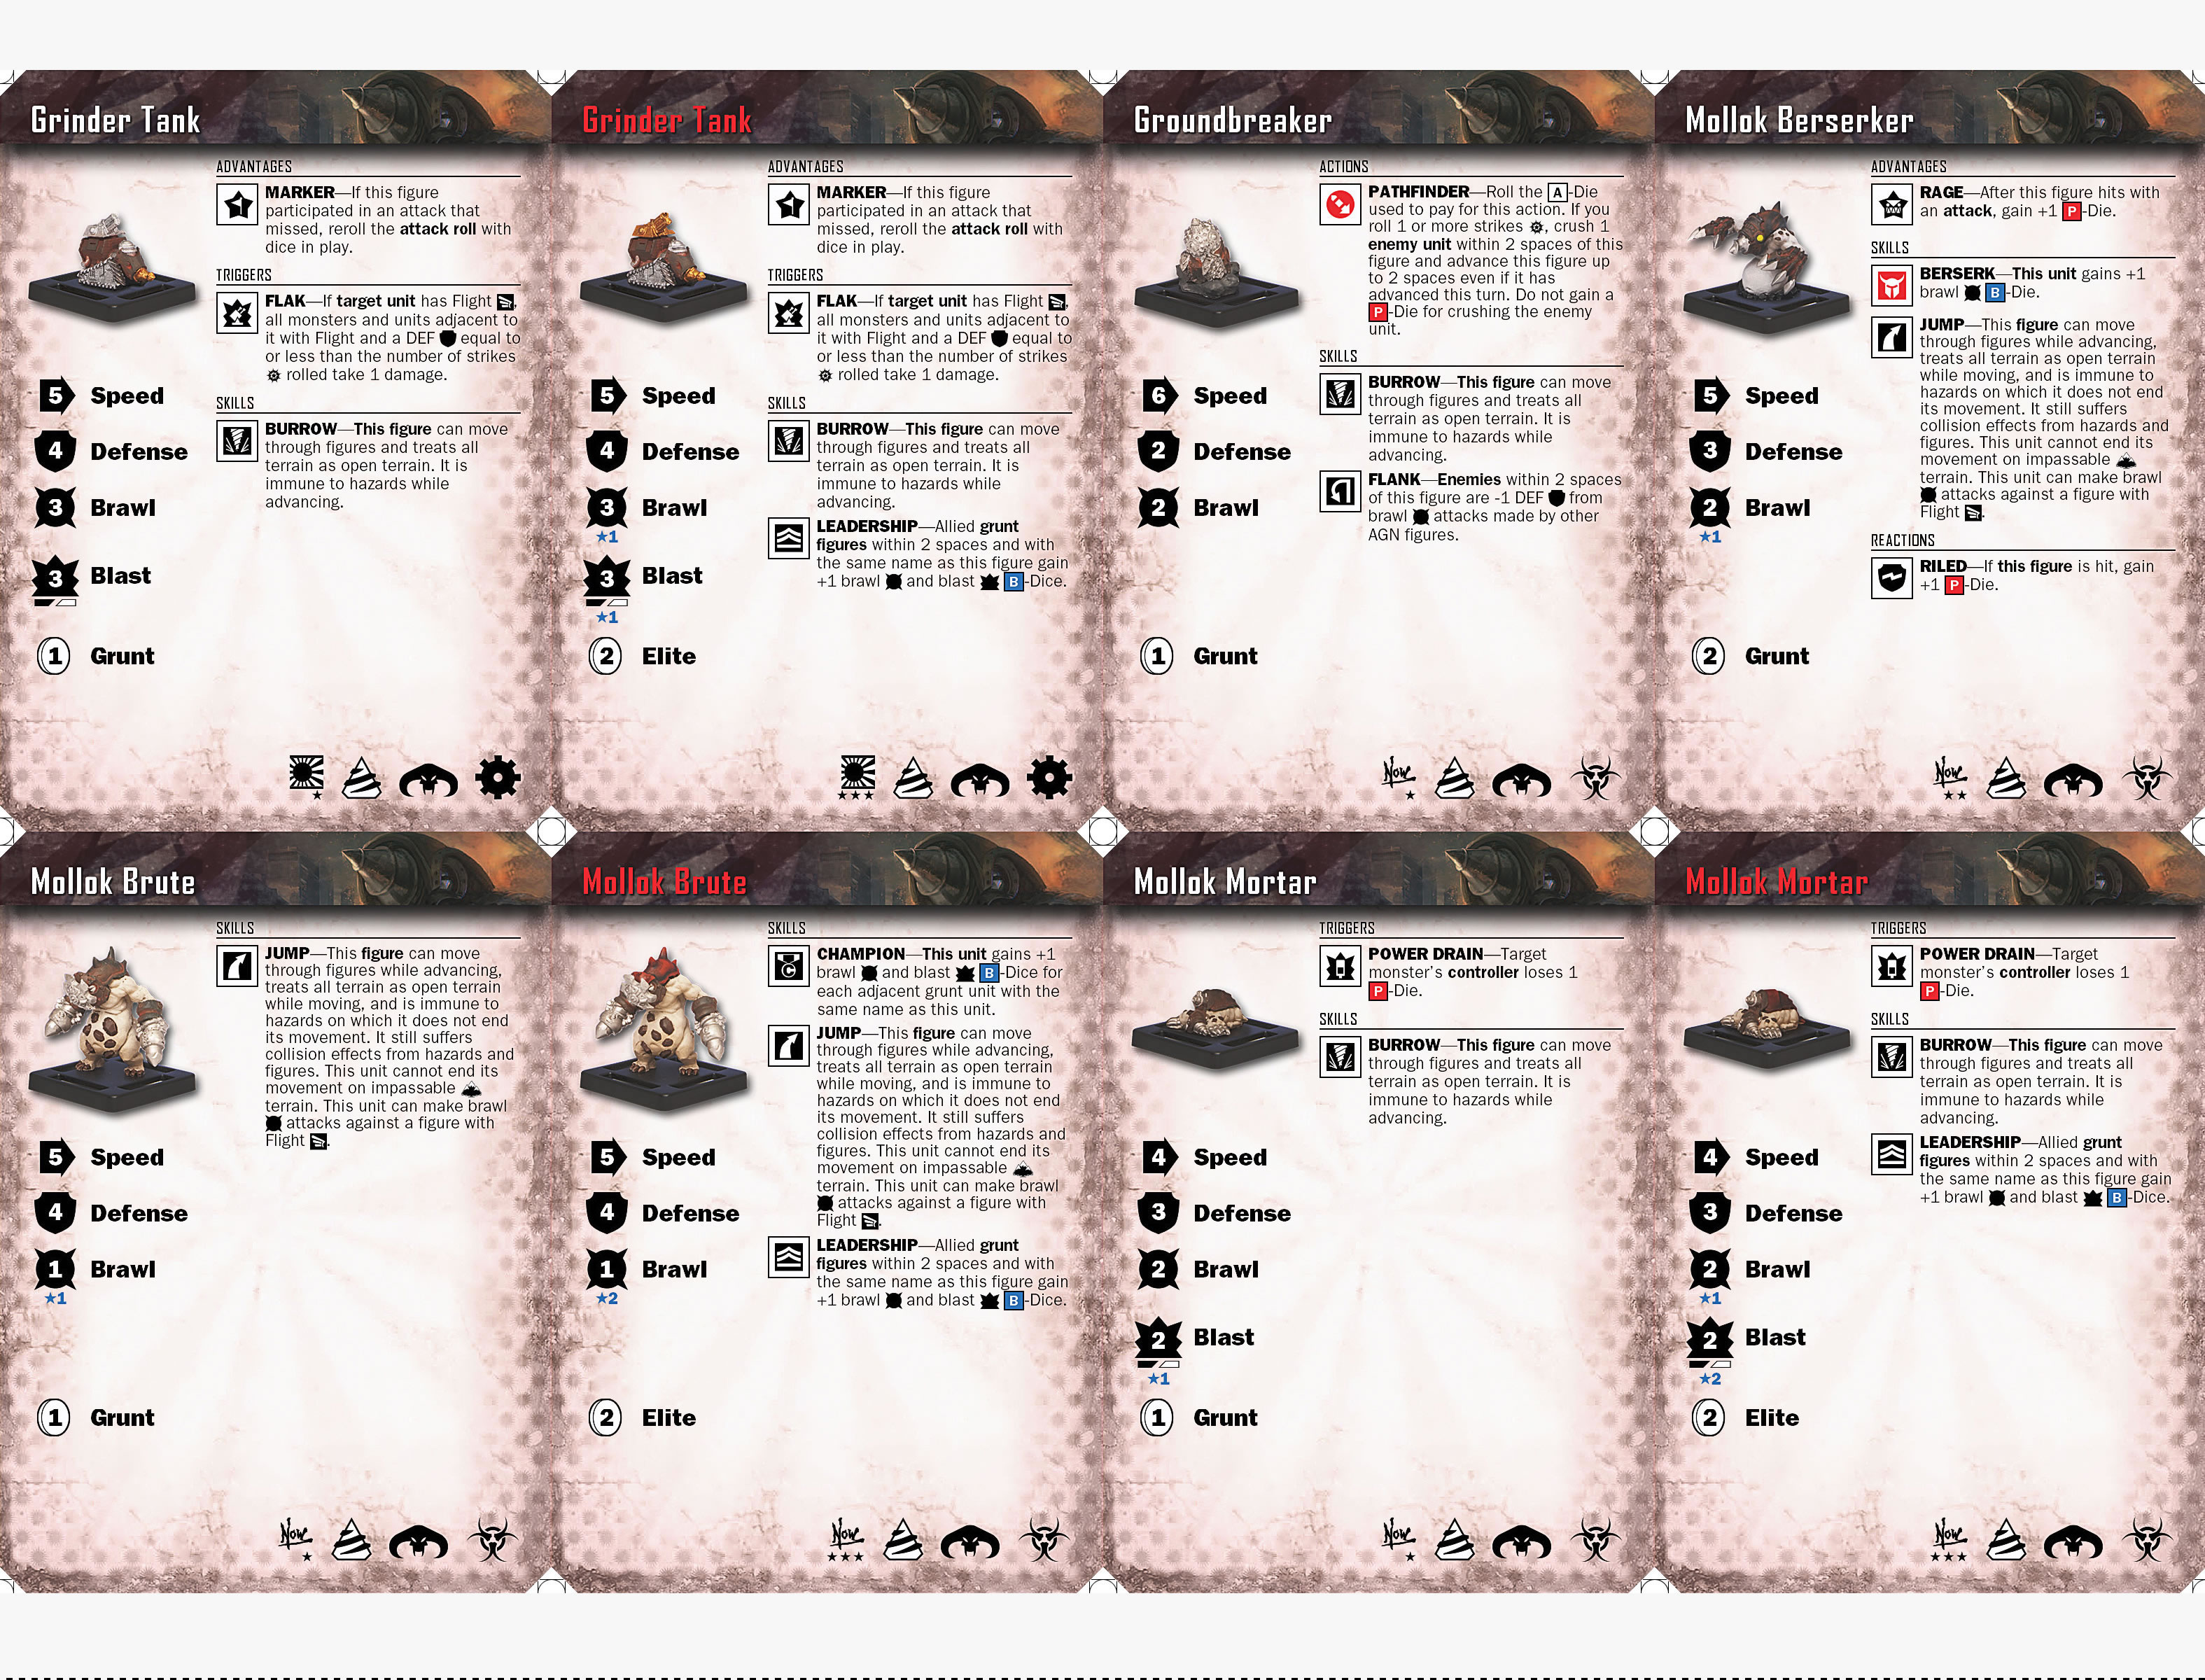 Grinder Tank
ADVANTAGES
MARKER—If this figure
participated in an attack that
missed, reroll the attack roll with
dice in play.
TRIGGERS
FLAK—If target unit has Flight ,
all monsters and units adjacent to
it with Flight and a DEF equal to
or less than the number of strikes
rolled take 1 damage.
SKILLS
BURROW—This figure can move
through figures and treats all
terrain as open terrain. It is
immune to hazards while
advancing.
5 Speed
4 Defense
3 Brawl
3 Blast
1 Grunt
★
Grinder Tank
ADVANTAGES
MARKER—If this figure
participated in an attack that
missed, reroll the attack roll with
dice in play.
TRIGGERS
FLAK—If target unit has Flight ,
all monsters and units adjacent to
it with Flight and a DEF equal to
or less than the number of strikes
rolled take 1 damage.
SKILLS
BURROW—This figure can move
through figures and treats all
terrain as open terrain. It is
immune to hazards while
advancing.
LEADERSHIP—Allied grunt
figures within 2 spaces and with
the same name as this figure gain
+1 brawl and blast B-Dice.
5 Speed
4 Defense
3 Brawl
★1
3 Blast
★1
2 Elite
★★★
Groundbreaker
ACTIONS
PATHFINDER—Roll the A-Die
used to pay for this action. If you
roll 1 or more strikes , crush 1
enemy unit within 2 spaces of this
figure and advance this figure up
to 2 spaces even if it has
advanced this turn. Do not gain a
P-Die for crushing the enemy
unit.
SKILLS
BURROW—This figure can move
through figures and treats all
terrain as open terrain. It is
immune to hazards while
advancing.
FLANK—Enemies within 2 spaces
of this figure are -1 DEF from
brawl attacks made by other
AGN figures.
6 Speed
2 Defense
2 Brawl
1 Grunt
Now
★
Mollok Berserker
ADVANTAGES
RAGE—After this figure hits with
an attack, gain +1 P-Die.
SKILLS
BERSERK—This unit gains +1
brawl B-Die.
JUMP—This figure can move
through figures while advancing,
treats all terrain as open terrain
while moving, and is immune to
hazards on which it does not end
its movement. It still suffers
collision effects from hazards and
figures. This unit cannot end its
movement on impassable
terrain. This unit can make brawl
attacks against a figure with
Flight .
REACTIONS
RILED—If this figure is hit, gain
+1 P-Die.
5 Speed
3 Defense
2 Brawl
★1
2 Grunt
Now
★★
Mollok Brute
SKILLS
JUMP—This figure can move
through figures while advancing,
treats all terrain as open terrain
while moving, and is immune to
hazards on which it does not end
its movement. It still suffers
collision effects from hazards and
figures. This unit cannot end its
movement on impassable
terrain. This unit can make brawl
attacks against a figure with
Flight .
5 Speed
4 Defense
1 Brawl
★1
1 Grunt
Now
★
Mollok Brute
SKILLS
CHAMPION—This unit gains +1
brawl and blast B-Dice for
each adjacent grunt unit with the
same name as this unit.
JUMP—This figure can move
through figures while advancing,
treats all terrain as open terrain
while moving, and is immune to
hazards on which it does not end
its movement. It still suffers
collision effects from hazards and
figures. This unit cannot end its
movement on impassable
terrain. This unit can make brawl
attacks against a figure with
Flight .
LEADERSHIP—Allied grunt
figures within 2 spaces and with
the same name as this figure gain
+1 brawl and blast B-Dice.
5 Speed
4 Defense
1 Brawl
★2
2 Elite
Now
★★★
Mollok Mortar
TRIGGERS
POWER DRAIN—Target
monster's controller loses 1
P-Die.
SKILLS
BURROW—This figure can move
through figures and treats all
terrain as open terrain. It is
immune to hazards while
advancing.
4 Speed
3 Defense
2 Brawl
2 Blast
★1
1 Grunt
Now
★
Mollok Mortar
TRIGGERS
POWER DRAIN—Target
monster's controller loses 1
P-Die.
SKILLS
BURROW—This figure can move
through figures and treats all
terrain as open terrain. It is
immune to hazards while
advancing.
LEADERSHIP—Allied grunt
figures within 2 spaces and with
the same name as this figure gain
+1 brawl and blast B-Dice.
4 Speed
3 Defense
2 Brawl
★1
2 Blast
★2
2 Elite
Now
★★★